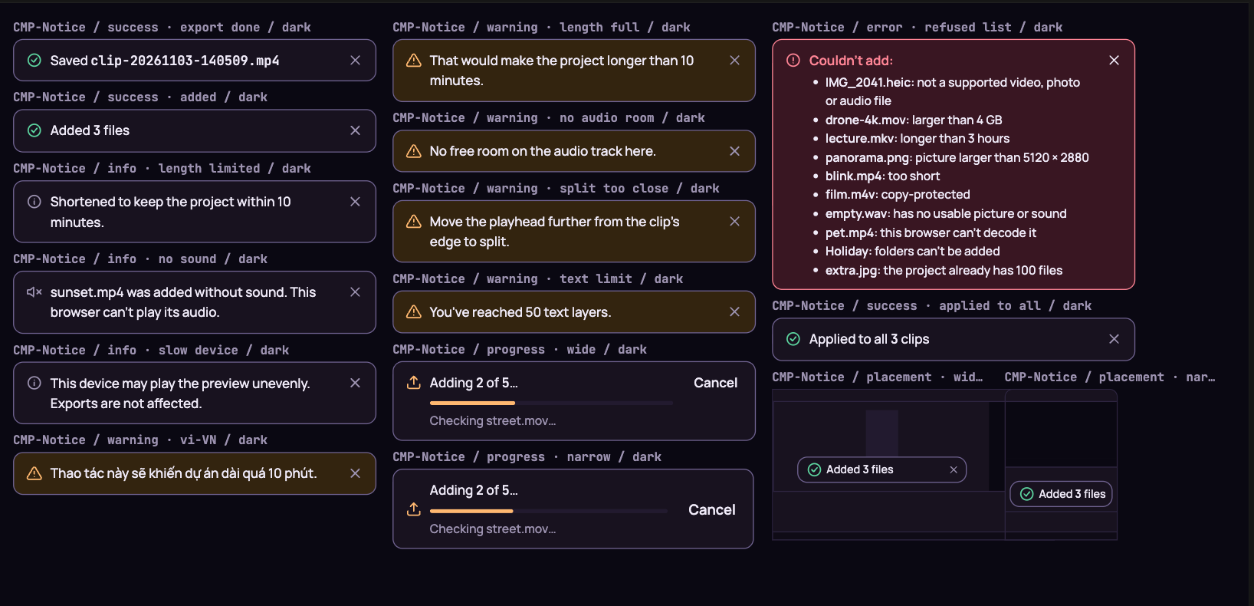 CMP-Notice / success · export done / dark
Saved clip-20261103-140509.mp4
CMP-Notice / success · added / dark
Added 3 files
CMP-Notice / info · length limited / dark
Shortened to keep the project within 10
minutes.
CMP-Notice / info · no sound / dark
sunset.mp4 was added without sound. This
browser can't play its audio.
CMP-Notice / info · slow device / dark
This device may play the preview unevenly.
Exports are not affected.
CMP-Notice / warning · vi-VN / dark
Thao tác này sẽ khiến dự án dài quá 10 phút.
CMP-Notice / warning · length full / dark
That would make the project longer than 10
minutes.
CMP-Notice / warning · no audio room / dark
No free room on the audio track here.
CMP-Notice / warning · split too close / dark
Move the playhead further from the clip's
edge to split.
CMP-Notice / warning · text limit / dark
You've reached 50 text layers.
CMP-Notice / progress · wide / dark
Adding 2 of 5…
Cancel
Checking street.mov…
CMP-Notice / progress · narrow / dark
Adding 2 of 5…
Cancel
Checking street.mov…
CMP-Notice / error · refused list / dark
Couldn't add:
• IMG_2041.heic: not a supported video, photo
or audio file
• drone-4k.mov: larger than 4 GB
• lecture.mkv: longer than 3 hours
• panorama.png: picture larger than 5120 × 2880
• blink.mp4: too short
• film.m4v: copy-protected
• empty.wav: has no usable picture or sound
• pet.mp4: this browser can't decode it
• Holiday: folders can't be added
• extra.jpg: the project already has 100 files
CMP-Notice / success · applied to all / dark
Applied to all 3 clips
CMP-Notice / placement · wid…
Added 3 files
CMP-Notice / placement · nar…
Added 3 files